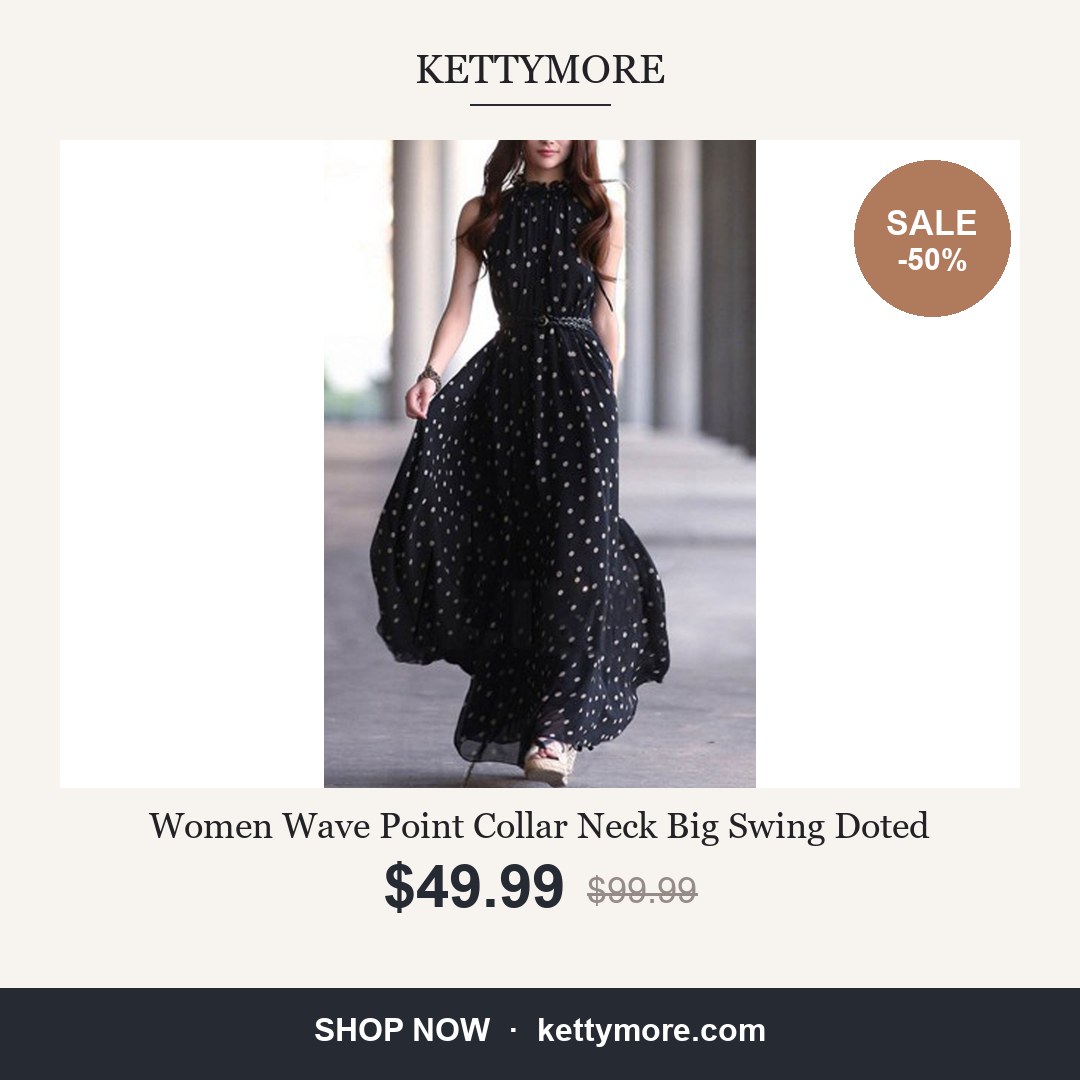 KETTYMORE
SALE
-50%
Women Wave Point Collar Neck Big Swing Doted
$49.99 $99.99
SHOP NOW · kettymore.com